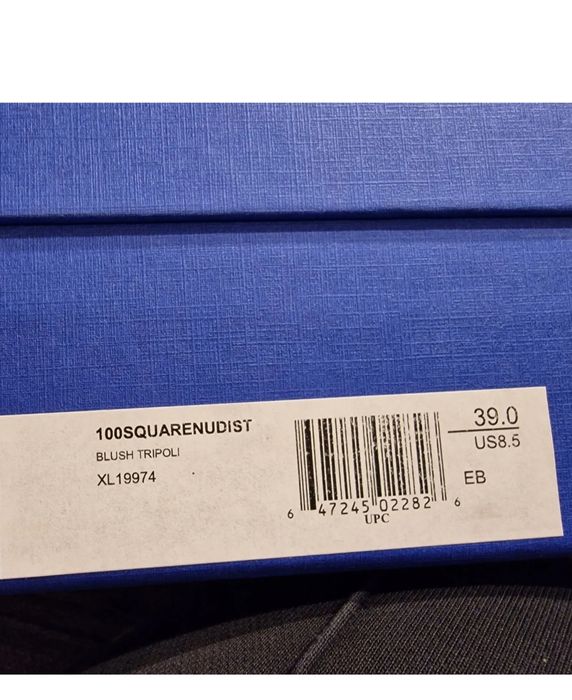 100SQUARENUDIST
BLUSH TRIPOLI
XL19974
6 47245 02282 6
UPC
39.0
US8.5
EB